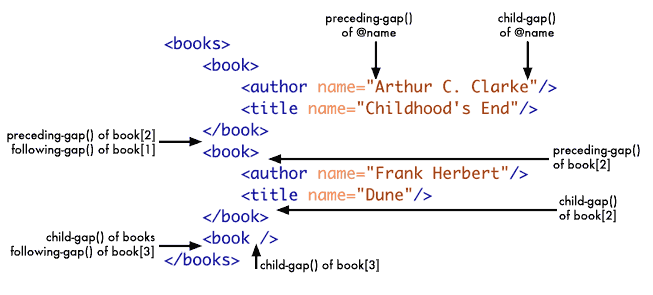 preceding-gap()
of @name
child-gap()
of @name
<books>
<book>
<author name="Arthur C. Clarke"/>
<title name="Childhood's End"/>
</book>
preceding-gap() of book[2]
following-gap() of book[1]
<book>
preceding-gap()
of book[2]
<author name="Frank Herbert"/>
<title name="Dune"/>
</book>
child-gap()
of book[2]
child-gap() of books
following-gap() of book[3]
<book />
</books>
child-gap() of book[3]